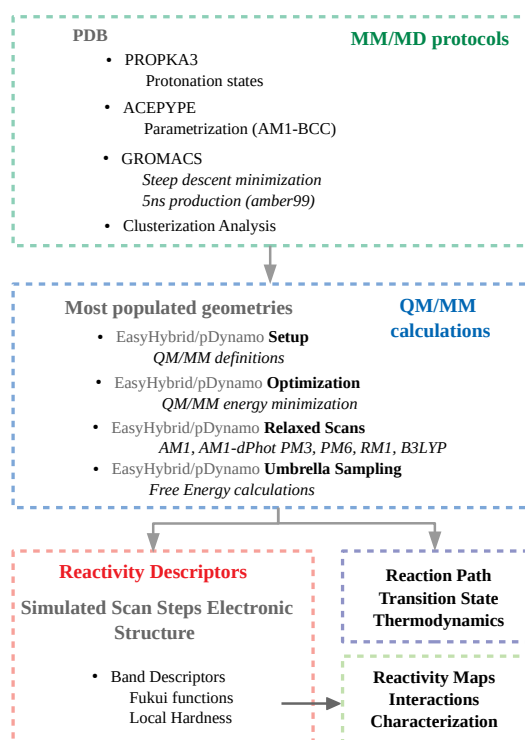 PDB
MM/MD protocols
• PROPKA3
Protonation states
• ACEPYPE
Parametrization (AM1-BCC)
• GROMACS
Steep descent minimization
5ns production (amber99)
• Clusterization Analysis
Most populated geometries
QM/MM
calculations
• EasyHybrid/pDynamo Setup
QM/MM definitions
• EasyHybrid/pDynamo Optimization
QM/MM energy minimization
• EasyHybrid/pDynamo Relaxed Scans
AM1, AM1-dPhot PM3, PM6, RM1, B3LYP
• EasyHybrid/pDynamo Umbrella Sampling
Free Energy calculations
Reactivity Descriptors
Simulated Scan Steps Electronic
Structure
• Band Descriptors
Fukui functions
Local Hardness
Reaction Path
Transition State
Thermodynamics
Reactivity Maps
Interactions
Characterization